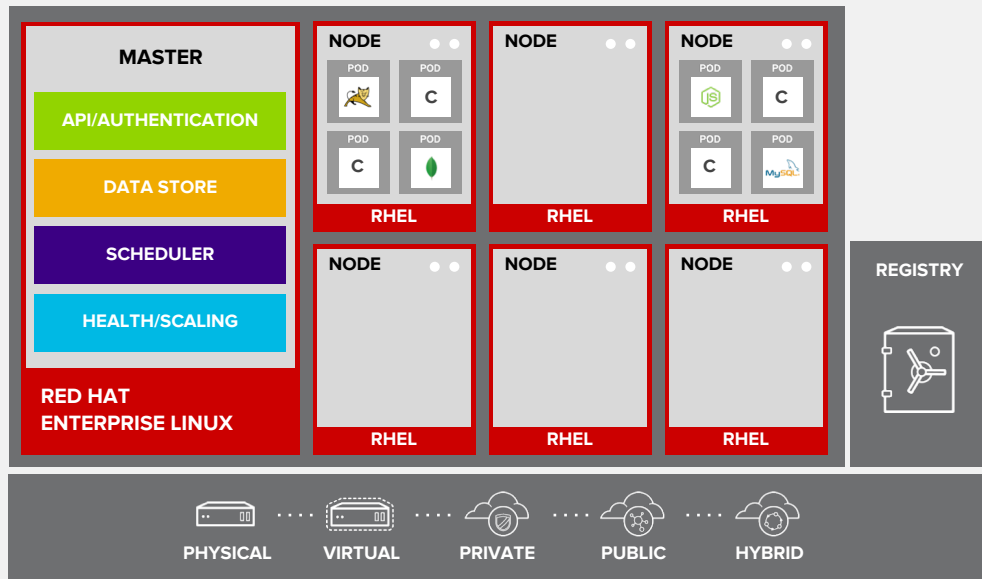 MASTER
API/AUTHENTICATION
DATA STORE
SCHEDULER
HEALTH/SCALING
RED HAT
ENTERPRISE LINUX
NODE
POD
POD
C
POD
C
POD
RHEL
NODE
RHEL
NODE
POD
JS
POD
C
POD
C
POD
MySQL
RHEL
NODE
RHEL
NODE
RHEL
NODE
RHEL
REGISTRY
PHYSICAL
VIRTUAL
PRIVATE
PUBLIC
HYBRID